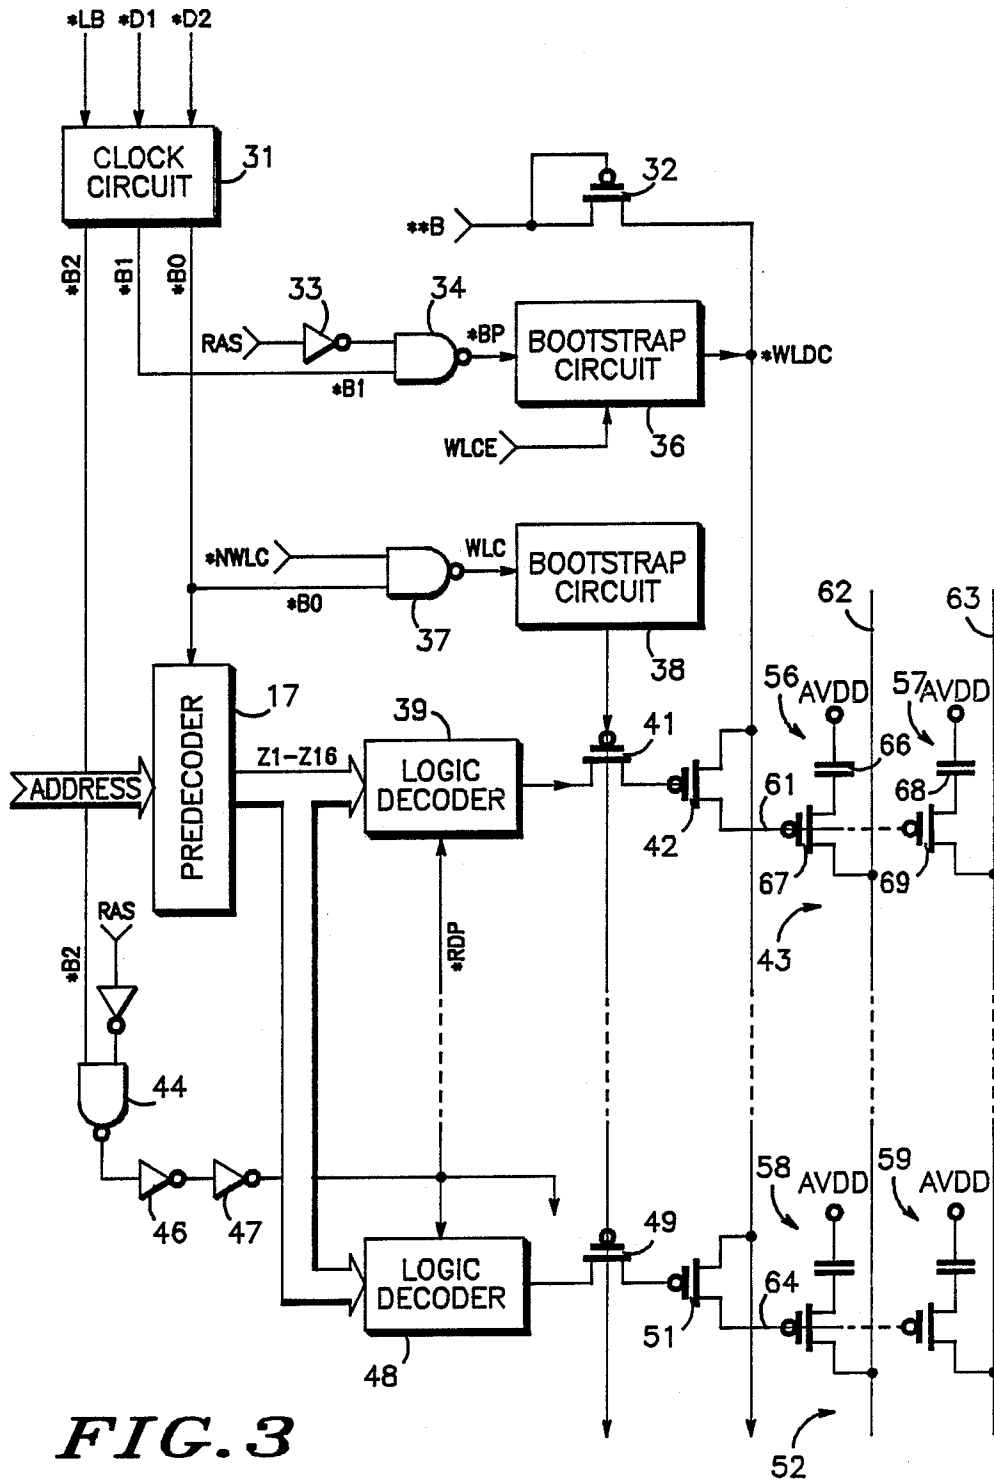 *LB *D1 *D2
CLOCK
CIRCUIT
31
32
**B
*B2 *B1 *B0
33
34
RAS
*BP
BOOTSTRAP
CIRCUIT
*WLDC
*B1
WLCE
36
*NWLC
WLC
BOOTSTRAP
CIRCUIT
*B0
37
38
62
63
17
39
41
56
AVDD
57
AVDD
PREDECODER
Z1-Z16
LOGIC
DECODER
66
68
ADDRESS
61
42
67
69
RAS
*RDP
*B2
43
44
58
AVDD
59
AVDD
46
47
49
LOGIC
DECODER
64
51
48
52
FIG.3